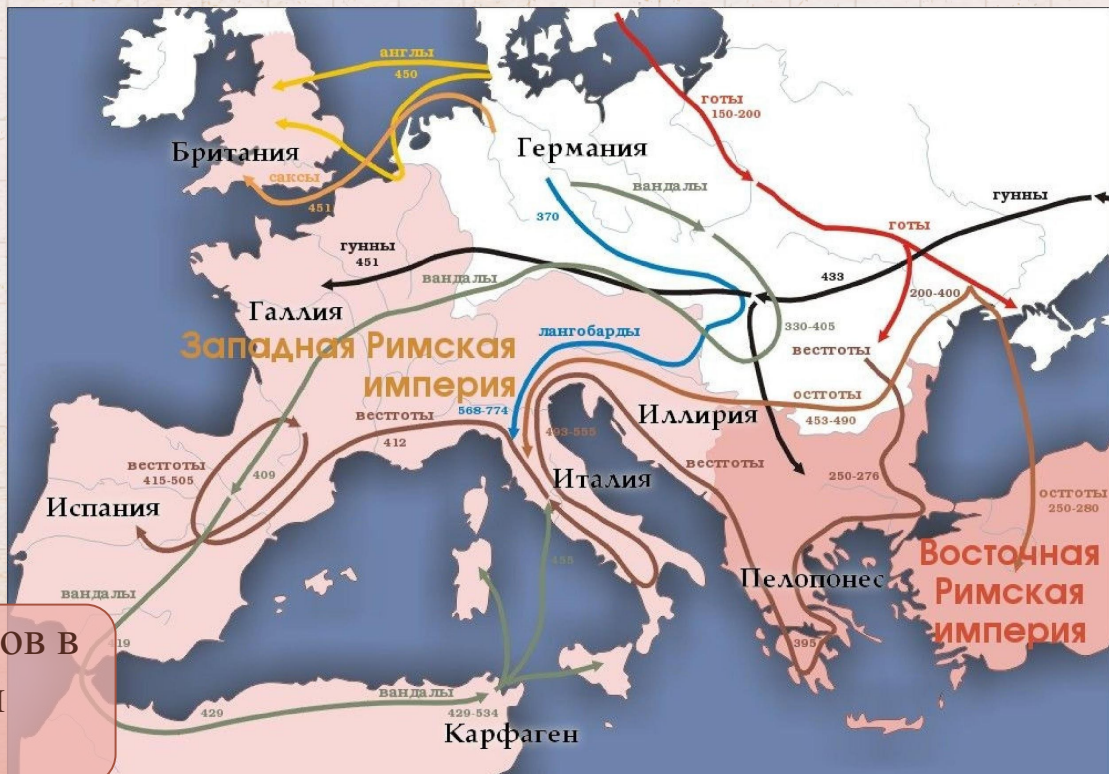 англы
450
Британия
саксы
451
Германия
готы
150-200
вандалы
370
гунны
готы
гунны
451
433
вандалы
Галлия
200-400
лангобарды
330-405
вестготы
Западная Римская
империя
568-774
вестготы
412
остготы
453-490
Иллирия
493-555
вестготы
415-505
409
вестготы
250-276
Испания
Италия
остготы
250-280
455
Восточная
Римская
империя
Пелопонес
вандалы
419
395
ов в
429
вандалы
429-534
Карфаген